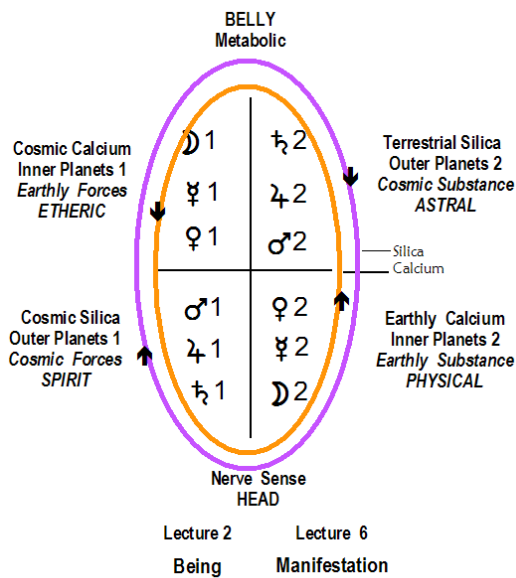 BELLY
Metabolic
Cosmic Calcium
Inner Planets 1
Earthly Forces
ETHERIC
☽1
☿1
♀1
♄2
♃2
♂2
Terrestrial Silica
Outer Planets 2
Cosmic Substance
ASTRAL
Silica
Calcium
Cosmic Silica
Outer Planets 1
Cosmic Forces
SPIRIT
♂1
♃1
♄1
♀2
☿2
☽2
Earthly Calcium
Inner Planets 2
Earthly Substance
PHYSICAL
Nerve Sense
HEAD
Lecture 2
Lecture 6
Being
Manifestation